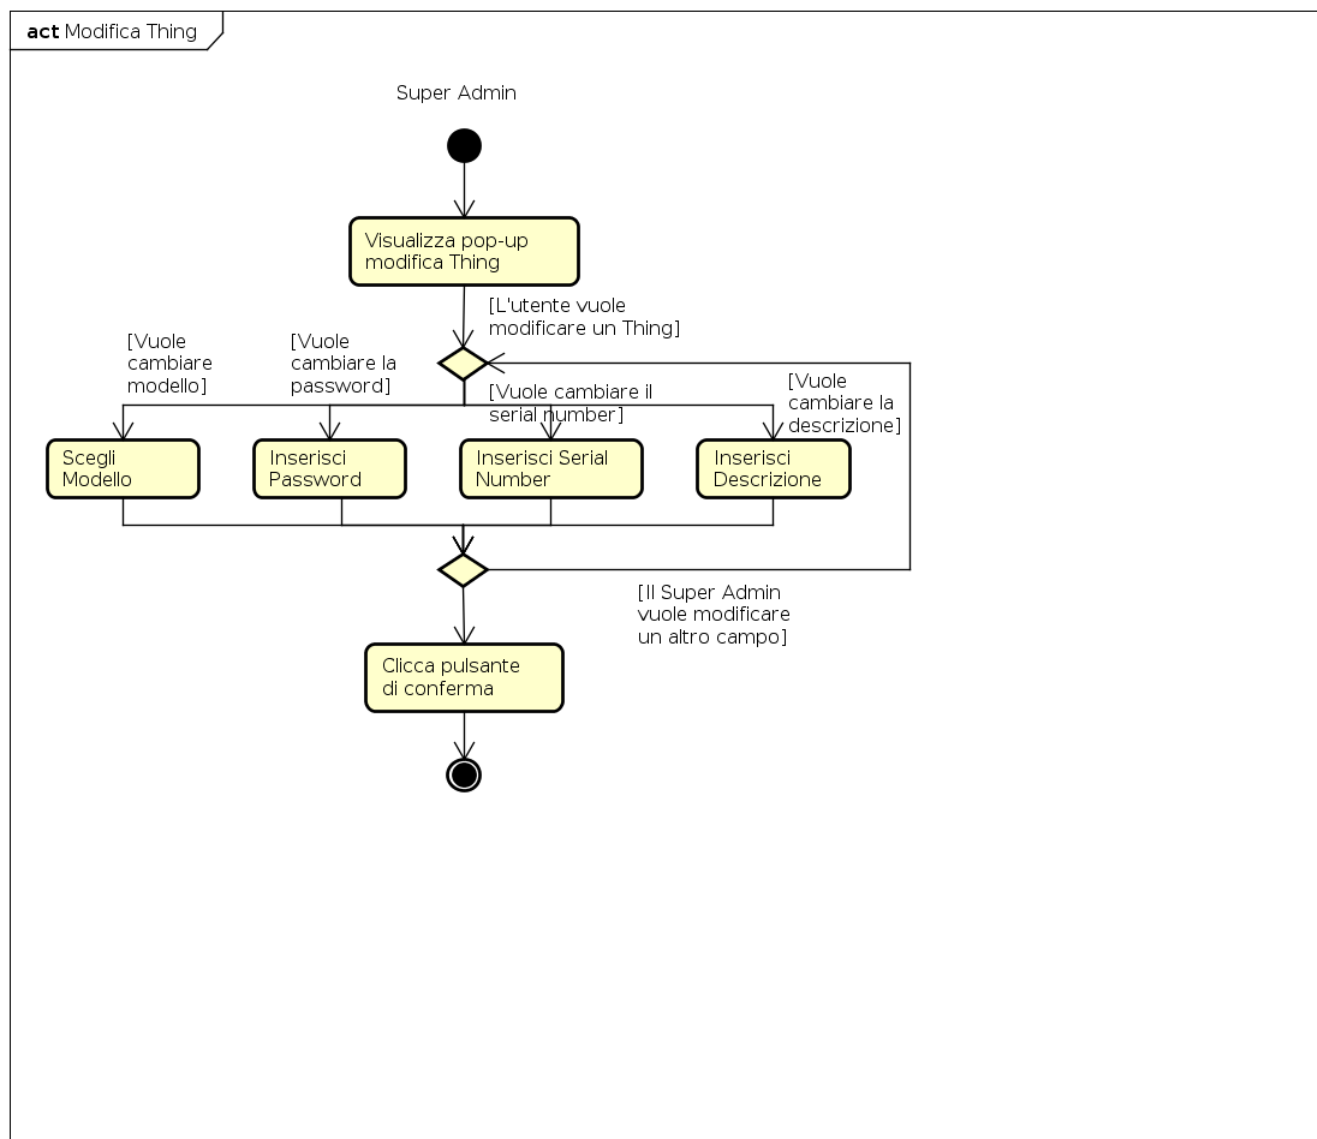 act Modifica Thing
Super Admin
Visualizza pop-up
modifica Thing
[L'utente vuole
modificare un Thing]
[Vuole
cambiare
modello]
[Vuole
cambiare la
password]
[Vuole cambiare il
serial number]
[Vuole
cambiare la
descrizione]
Scegli
Modello
Inserisci
Password
Inserisci Serial
Number
Inserisci
Descrizione
[Il Super Admin
vuole modificare
un altro campo]
Clicca pulsante
di conferma